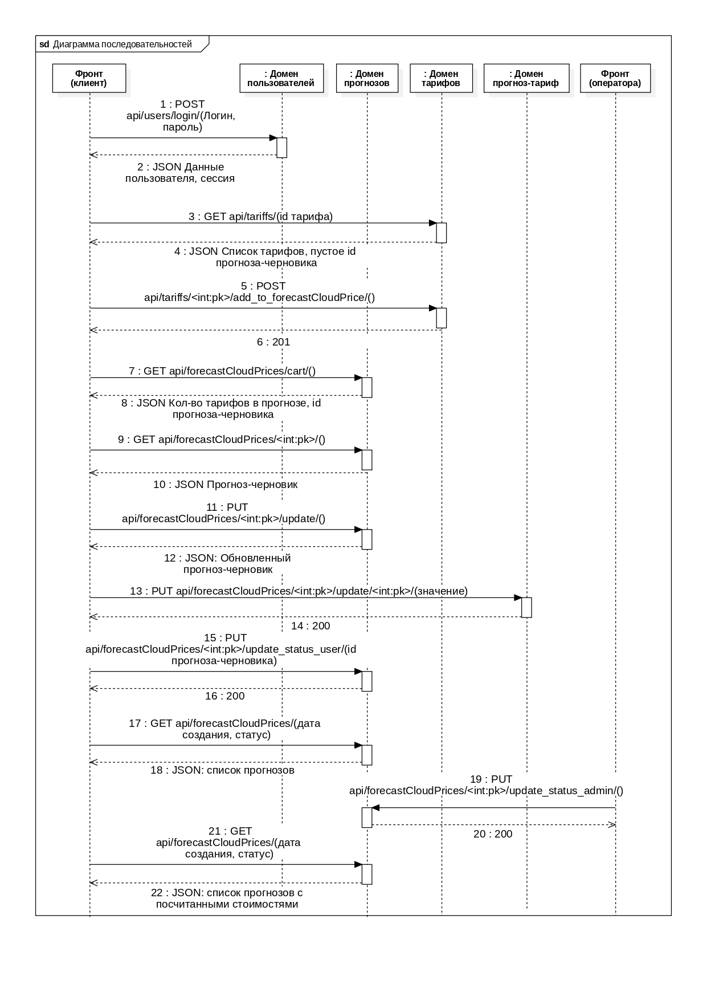 sd Диаграмма последовательностей
Фронт
(клиент)
: Домен
пользователей
: Домен
прогнозов
: Домен
тарифов
: Домен
прогноз-тариф
Фронт
(оператора)
1 : POST
api/users/login/(Логин,
пароль)
2 : JSON Данные
пользователя, сессия
3 : GET api/tariffs/(id тарифа)
4 : JSON Список тарифов, пустое id
прогноза-черновика
5 : POST
api/tariffs/<int:pk>/add_to_forecastCloudPrice/()
6 : 201
7 : GET api/forecastCloudPrices/cart/()
8 : JSON Кол-во тарифов в прогнозе, id
прогноза-черновика
9 : GET api/forecastCloudPrices/<int:pk>/()
10 : JSON Прогноз-черновик
11 : PUT
api/forecastCloudPrices/<int:pk>/update/()
12 : JSON: Обновленный
прогноз-черновик
13 : PUT api/forecastCloudPrices/<int:pk>/update/<int:pk>/(значение)
14 : 200
15 : PUT
api/forecastCloudPrices/<int:pk>/update_status_user/(id
прогноза-черновика)
16 : 200
17 : GET api/forecastCloudPrices/(дата
создания, статус)
18 : JSON: список прогнозов
19 : PUT
api/forecastCloudPrices/<int:pk>/update_status_admin/()
20 : 200
21 : GET
api/forecastCloudPrices/(дата
создания, статус)
22 : JSON: список прогнозов с
посчитанными стоимостями